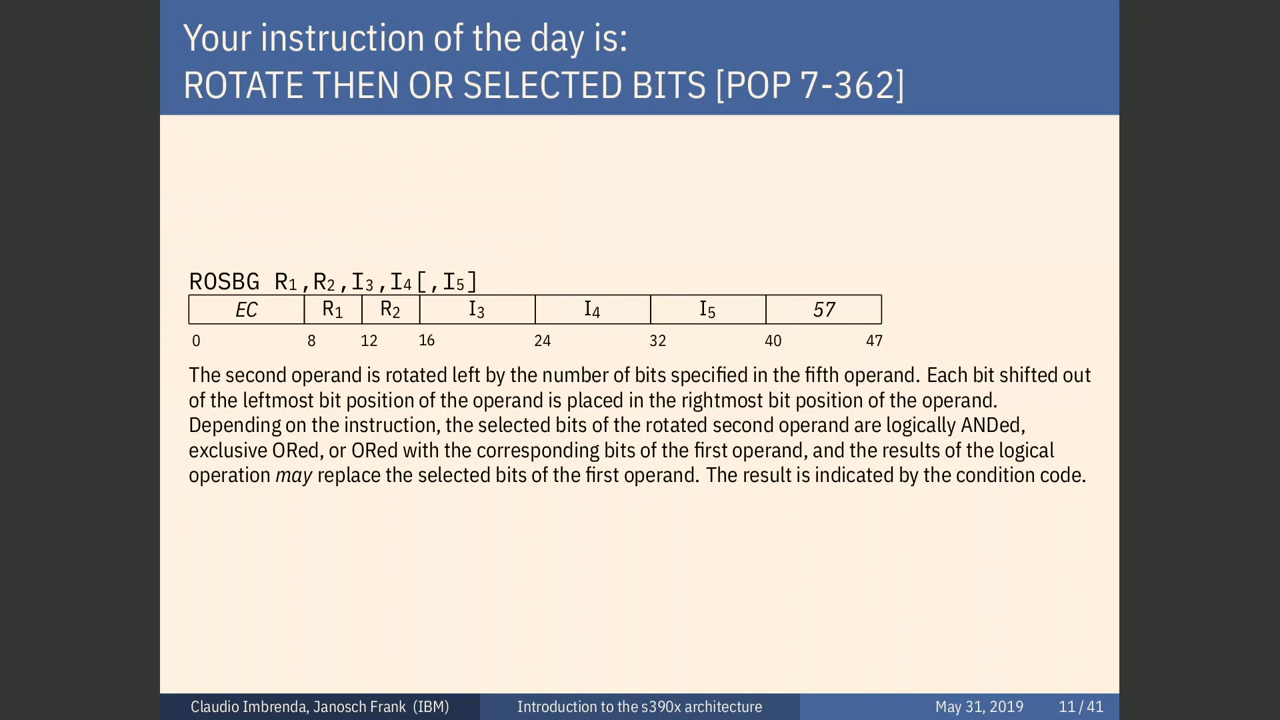 Your instruction of the day is:
ROTATE THEN OR SELECTED BITS [POP 7-362]
ROSBG R1,R2,I3,I4[,I5]
EC R1 R2 I3 I4 I5 57
0 8 12 16 24 32 40 47
The second operand is rotated left by the number of bits specified in the fifth operand. Each bit shifted out
of the leftmost bit position of the operand is placed in the rightmost bit position of the operand.
Depending on the instruction, the selected bits of the rotated second operand are logically ANDed,
exclusive ORed, or ORed with the corresponding bits of the first operand, and the results of the logical
operation may replace the selected bits of the first operand. The result is indicated by the condition code.
Claudio Imbrenda, Janosch Frank (IBM) Introduction to the s390x architecture May 31, 2019 11 / 41